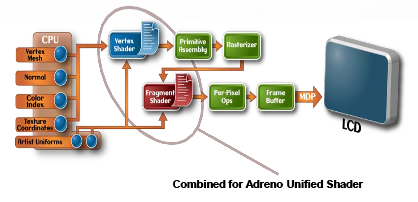 CPU
Vertex
Mesh
Normal
Color
Index
Texture
Coordinates
Artist Uniforms
Vertex
Shader
Primitive
Assembly
Rasterizer
Fragment
Shader
Per-Pixel
Ops
Frame
Buffer
MDP
LCD
Combined for Adreno Unified Shader